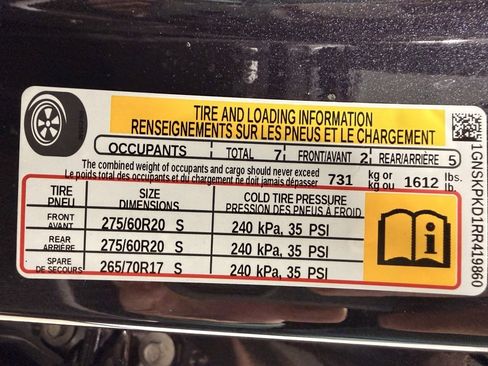 TIRE AND LOADING INFORMATION
RENSEIGNEMENTS SUR LES PNEUS ET LE CHARGEMENT
OCCUPANTS TOTAL 7 FRONT/AVANT 2 REAR/ARRIÈRE 5
The combined weight of occupants and cargo should never exceed 731 kg or 1612 lbs.
Le poids total des occupants et du chargement ne doit jamais dépasser kg ou lb.
TIRE SIZE COLD TIRE PRESSURE
PNEU DIMENSIONS PRESSION DES PNEUS À FROID
FRONT
AVANT 275/60R20 S 240 kPa, 35 PSI
REAR
ARRIÈRE 275/60R20 S 240 kPa, 35 PSI
SPARE
DE SECOURS 265/70R17 S 240 kPa, 35 PSI
1GNSKPKD1RR419860